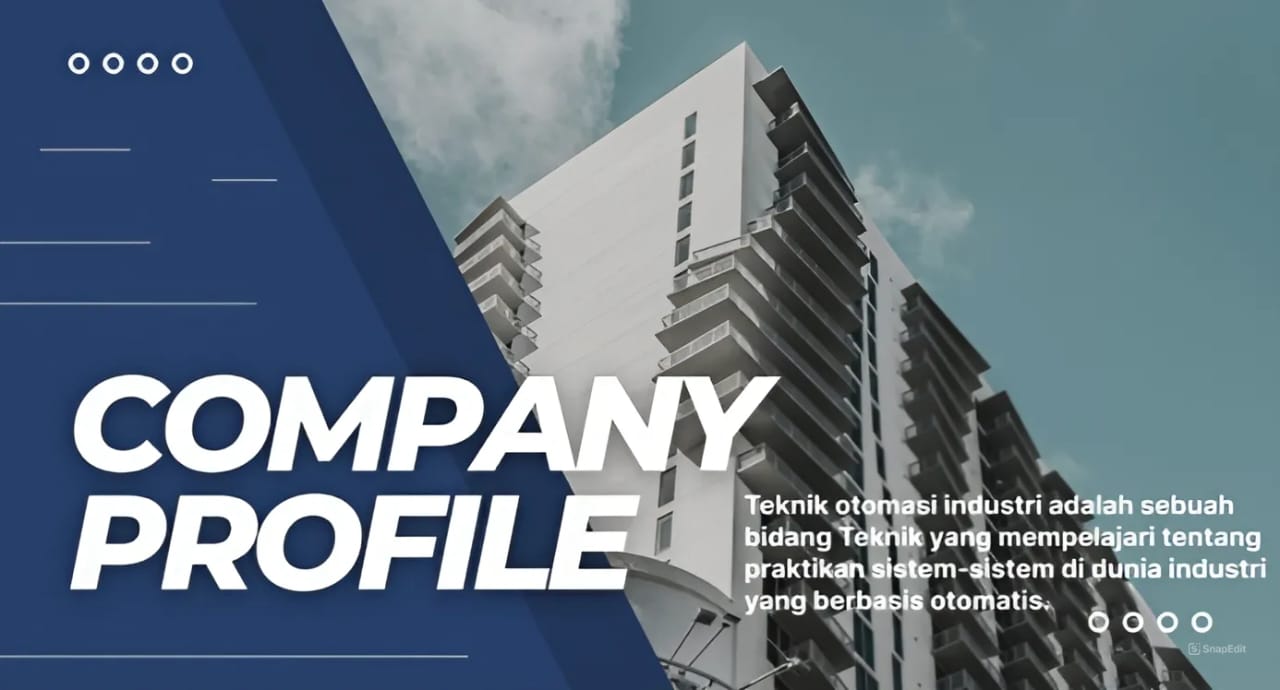 COMPANY
PROFILE
Teknik otomasi industri adalah sebuah
bidang Teknik yang mempelajari tentang
praktikan sistem-sistem di dunia industri
yang berbasis otomatis.
SnapEdit